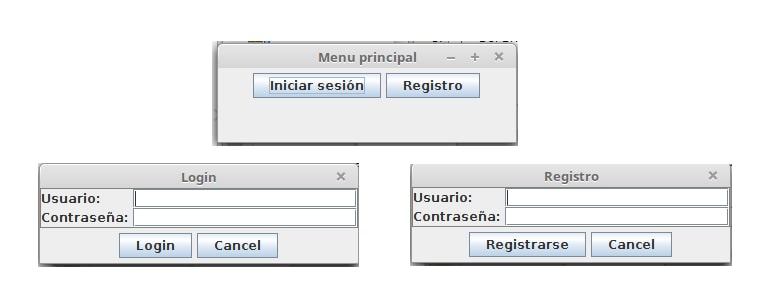 Menu principal
Iniciar sesión Registro
Login
Usuario:
Contraseña:
Login Cancel
Registro
Usuario:
Contraseña:
Registrarse Cancel